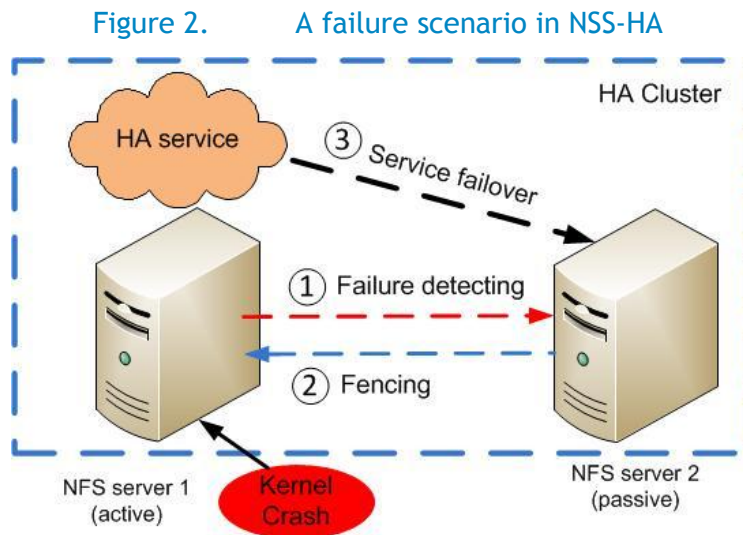 Figure 2. A failure scenario in NSS-HA
HA Cluster
HA service
3 Service failover
1 Failure detecting
2 Fencing
NFS server 1
(active)
Kernel
Crash
NFS server 2
(passive)